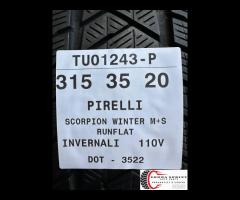 TU01243-P
315 35 20
PIRELLI
SCORPION WINTER M+S
RUNFLAT
INVERNALI 110V
DOT - 3522